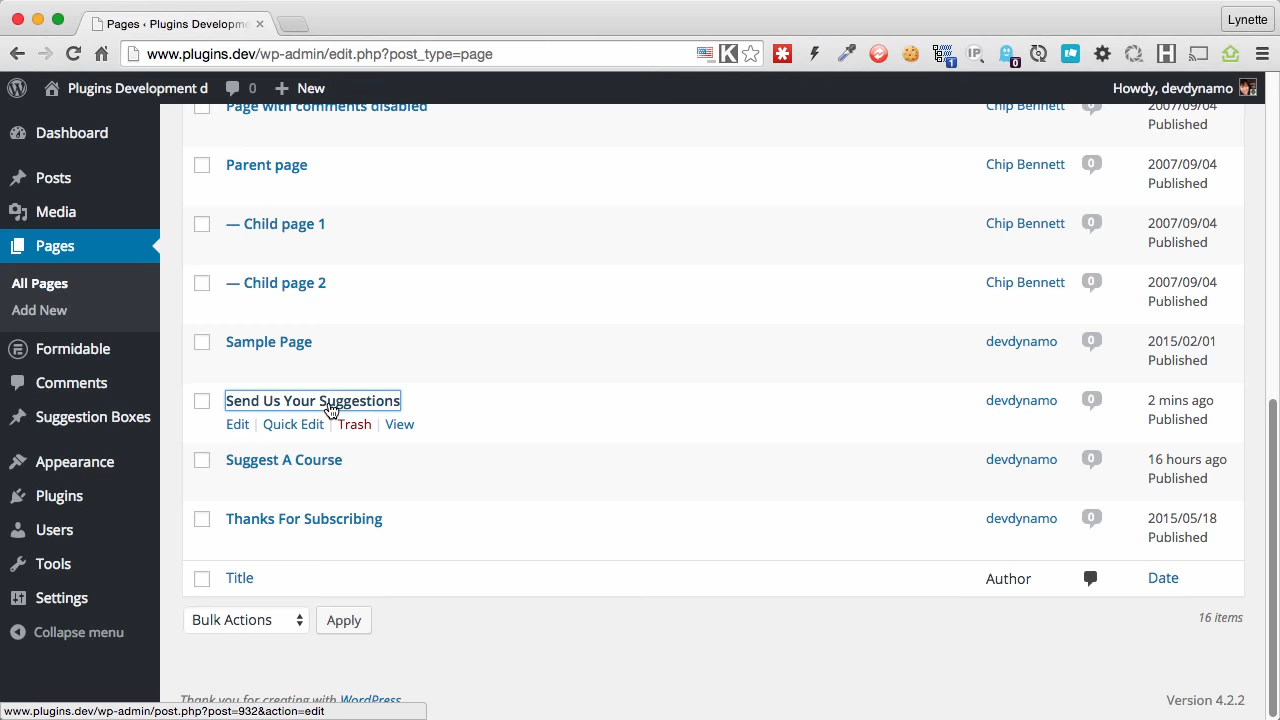 Pages ‹ Plugins Developm
Lynette
www.plugins.dev/wp-admin/edit.php?post_type=page
K
IP
1
0
H
Plugins Development d
0
New
Howdy, devdynamo
Dashboard
Posts
Media
Pages
All Pages
Add New
Formidable
Comments
Suggestion Boxes
Appearance
Plugins
Users
Tools
Settings
Collapse menu
Page with comments disabled Chip Bennett 0 2007/09/04
Published
Parent page Chip Bennett 0 2007/09/04
Published
— Child page 1 Chip Bennett 0 2007/09/04
Published
— Child page 2 Chip Bennett 0 2007/09/04
Published
Sample Page devdynamo 0 2015/02/01
Published
Send Us Your Suggestions devdynamo 0 2 mins ago
Edit | Quick Edit | Trash | View Published
Suggest A Course devdynamo 0 16 hours ago
Published
Thanks For Subscribing devdynamo 0 2015/05/18
Published
Title Author Date
Bulk Actions Apply 16 items
Thank you for creating with WordPress Version 4.2.2
www.plugins.dev/wp-admin/post.php?post=932&action=edit